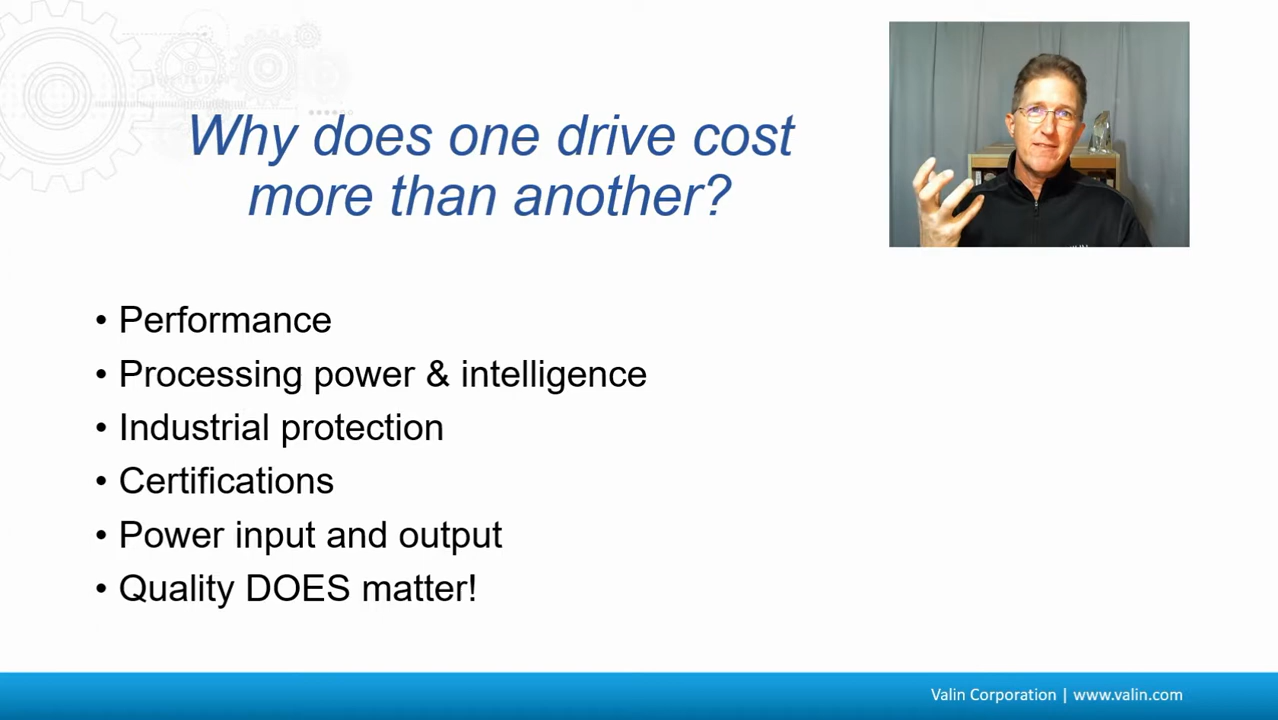 Why does one drive cost
more than another?
• Performance
• Processing power & intelligence
• Industrial protection
• Certifications
• Power input and output
• Quality DOES matter!
Valin Corporation | www.valin.com